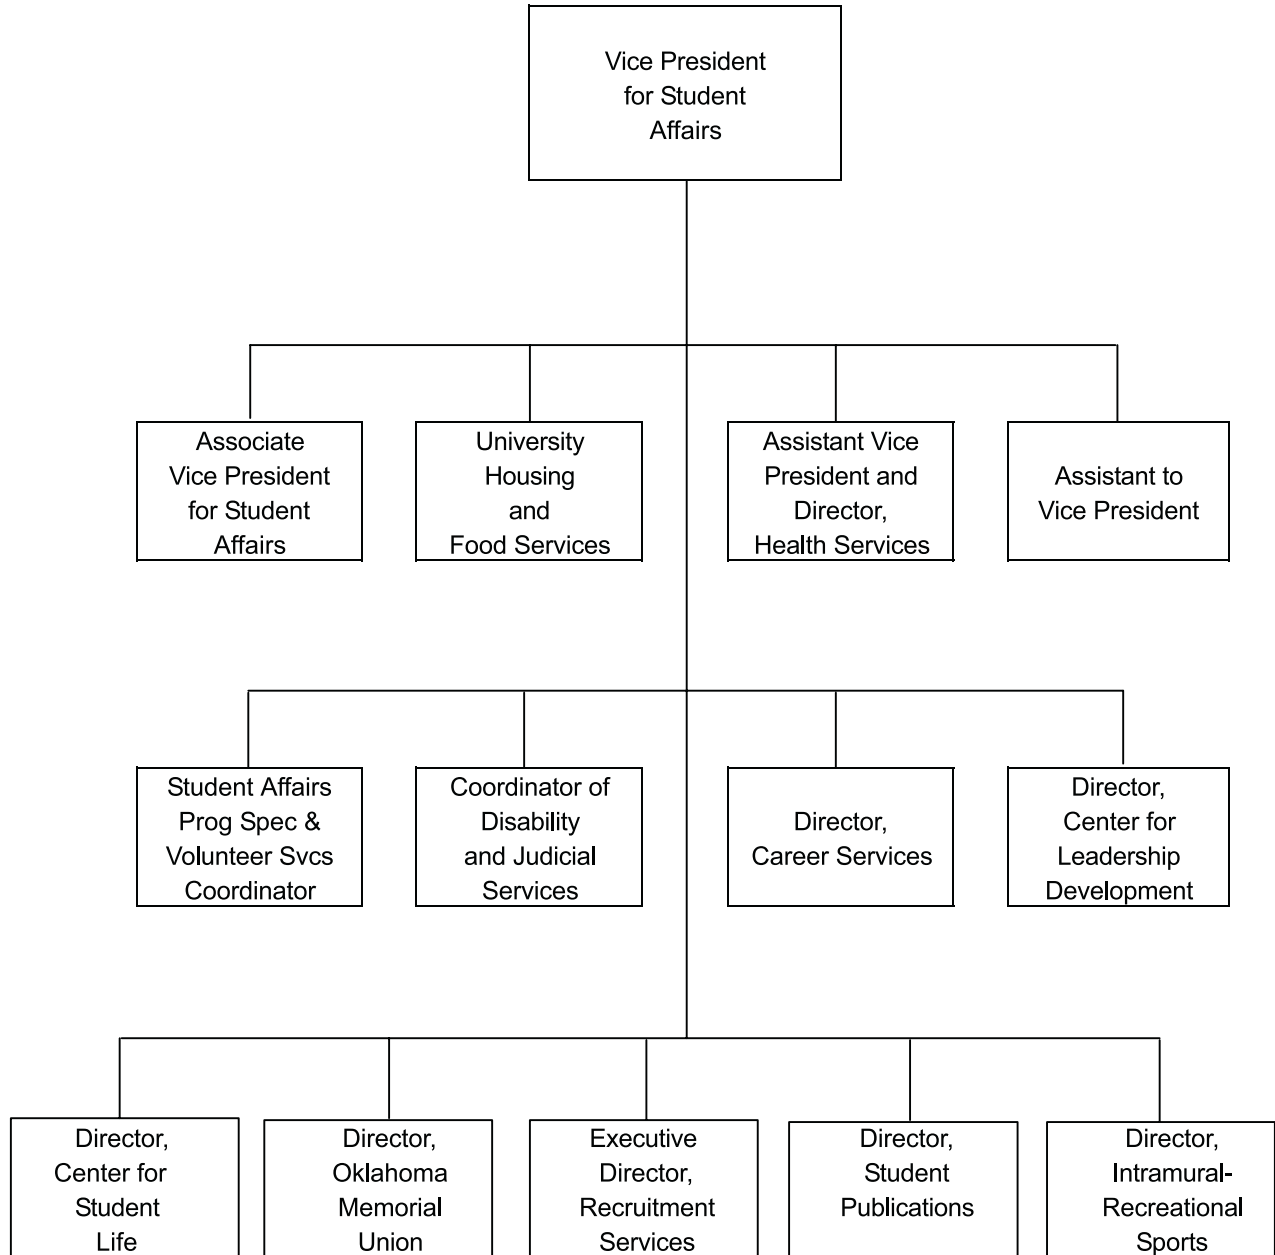 Vice President
for Student
Affairs
Associate
Vice President
for Student
Affairs
University
Housing
and
Food Services
Assistant Vice
President and
Director,
Health Services
Assistant to
Vice President
Student Affairs
Prog Spec &
Volunteer Svcs
Coordinator
Coordinator of
Disability
and Judicial
Services
Director,
Career Services
Director,
Center for
Leadership
Development
Director,
Center for
Student
Life
Director,
Oklahoma
Memorial
Union
Executive
Director,
Recruitment
Services
Director,
Student
Publications
Director,
Intramural-
Recreational
Sports